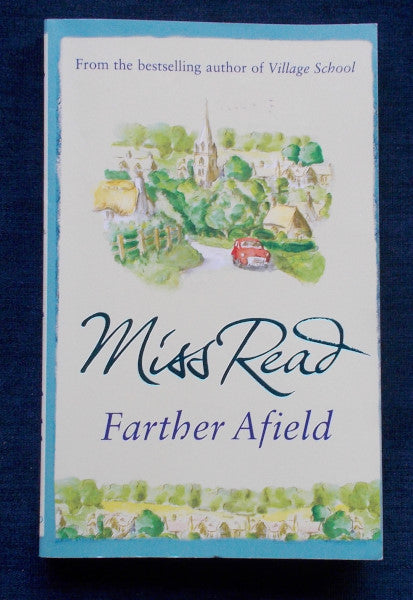 From the bestselling author of Village School
Miss Read
Farther Afield